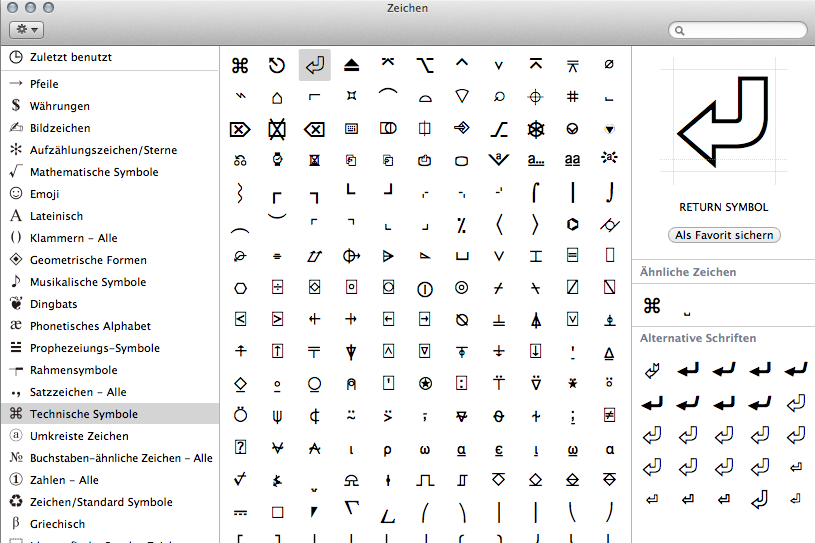 Zeichen
Zuletzt benutzt
Pfeile
Währungen
Bildzeichen
Aufzählungszeichen/Sterne
Mathematische Symbole
Emoji
Lateinisch
Klammern – Alle
Geometrische Formen
Musikalische Symbole
Dingbats
Phonetisches Alphabet
Prophezeiungs-Symbole
Rahmensymbole
Satzzeichen – Alle
Technische Symbole
Umkreiste Zeichen
Buchstaben-ähnliche Zeichen – Alle
Zahlen – Alle
Zeichen/Standard Symbole
Griechisch
RETURN SYMBOL
Als Favorit sichern
Ähnliche Zeichen
Alternative Schriften